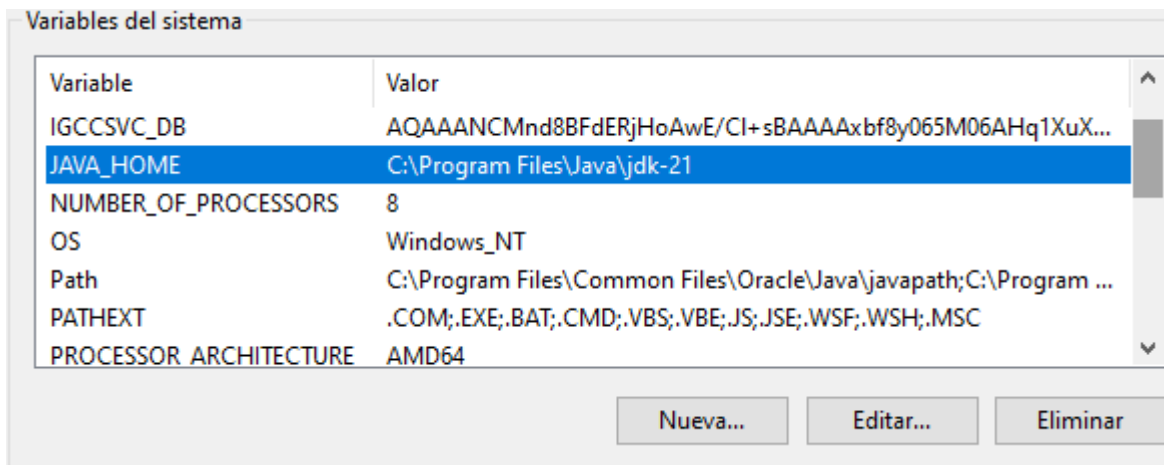 Variables del sistema
Variable Valor
IGCCSVC_DB AQAAANCMnd8BFdERjHoAwE/Cl+sBAAAAxbf8y065M06AHq1XuX...
JAVA_HOME C:\Program Files\Java\jdk-21
NUMBER_OF_PROCESSORS 8
OS Windows_NT
Path C:\Program Files\Common Files\Oracle\Java\javapath;C:\Program ...
PATHEXT .COM;.EXE;.BAT;.CMD;.VBS;.VBE;.JS;.JSE;.WSF;.WSH;.MSC
PROCESSOR_ARCHITECTURE AMD64
Nueva... Editar... Eliminar